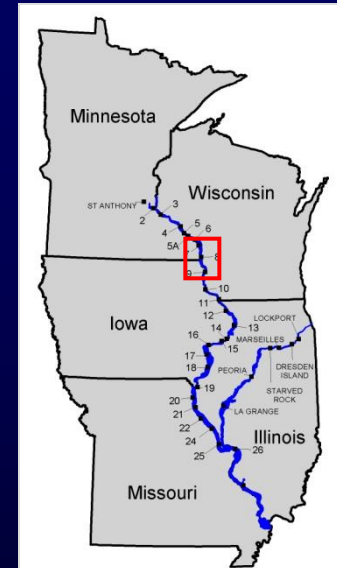 Minnesota
Wisconsin
ST ANTHONY
3
2
5
4
6
5A
8
9
10
11
12
LOCKPORT
Iowa
14
13
MARSEILLES
16
15
17
DRESDEN
ISLAND
PEORIA
18
STARVED
ROCK
19
20
LA GRANGE
21
22
Illinois
24
26
25
Missouri